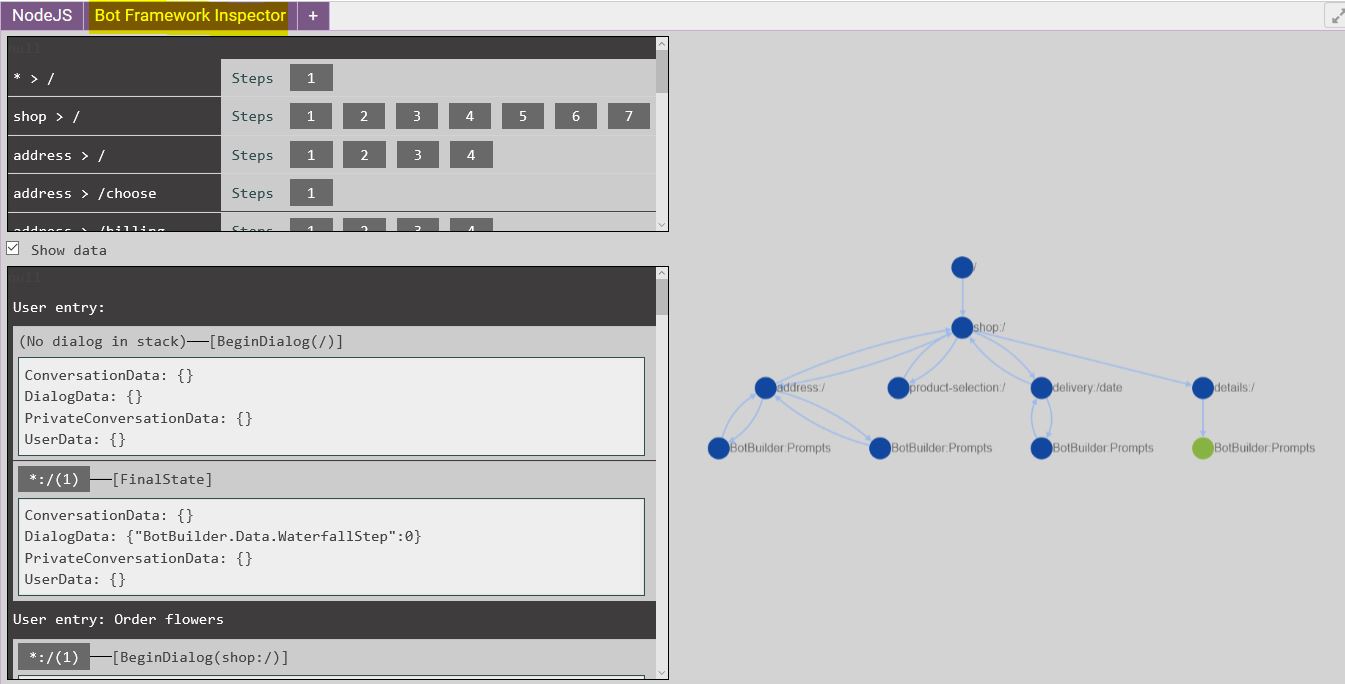 NodeJS Bot Framework Inspector +
null
* > / Steps 1
shop > / Steps 1 2 3 4 5 6 7
address > / Steps 1 2 3 4
address > /choose Steps 1
address > /billing Steps 1 2 3 4
Show data
null
User entry:
(No dialog in stack)——[BeginDialog(/)]
ConversationData: {}
DialogData: {}
PrivateConversationData: {}
UserData: {}
*:/(1)——[FinalState]
ConversationData: {}
DialogData: {"BotBuilder.Data.WaterfallStep":0}
PrivateConversationData: {}
UserData: {}
User entry: Order flowers
*:/(1)——[BeginDialog(shop:/)]
/
shop:/
address:/ product-selection:/ delivery:/date details:/
BotBuilder:Prompts BotBuilder:Prompts BotBuilder:Prompts BotBuilder:Prompts